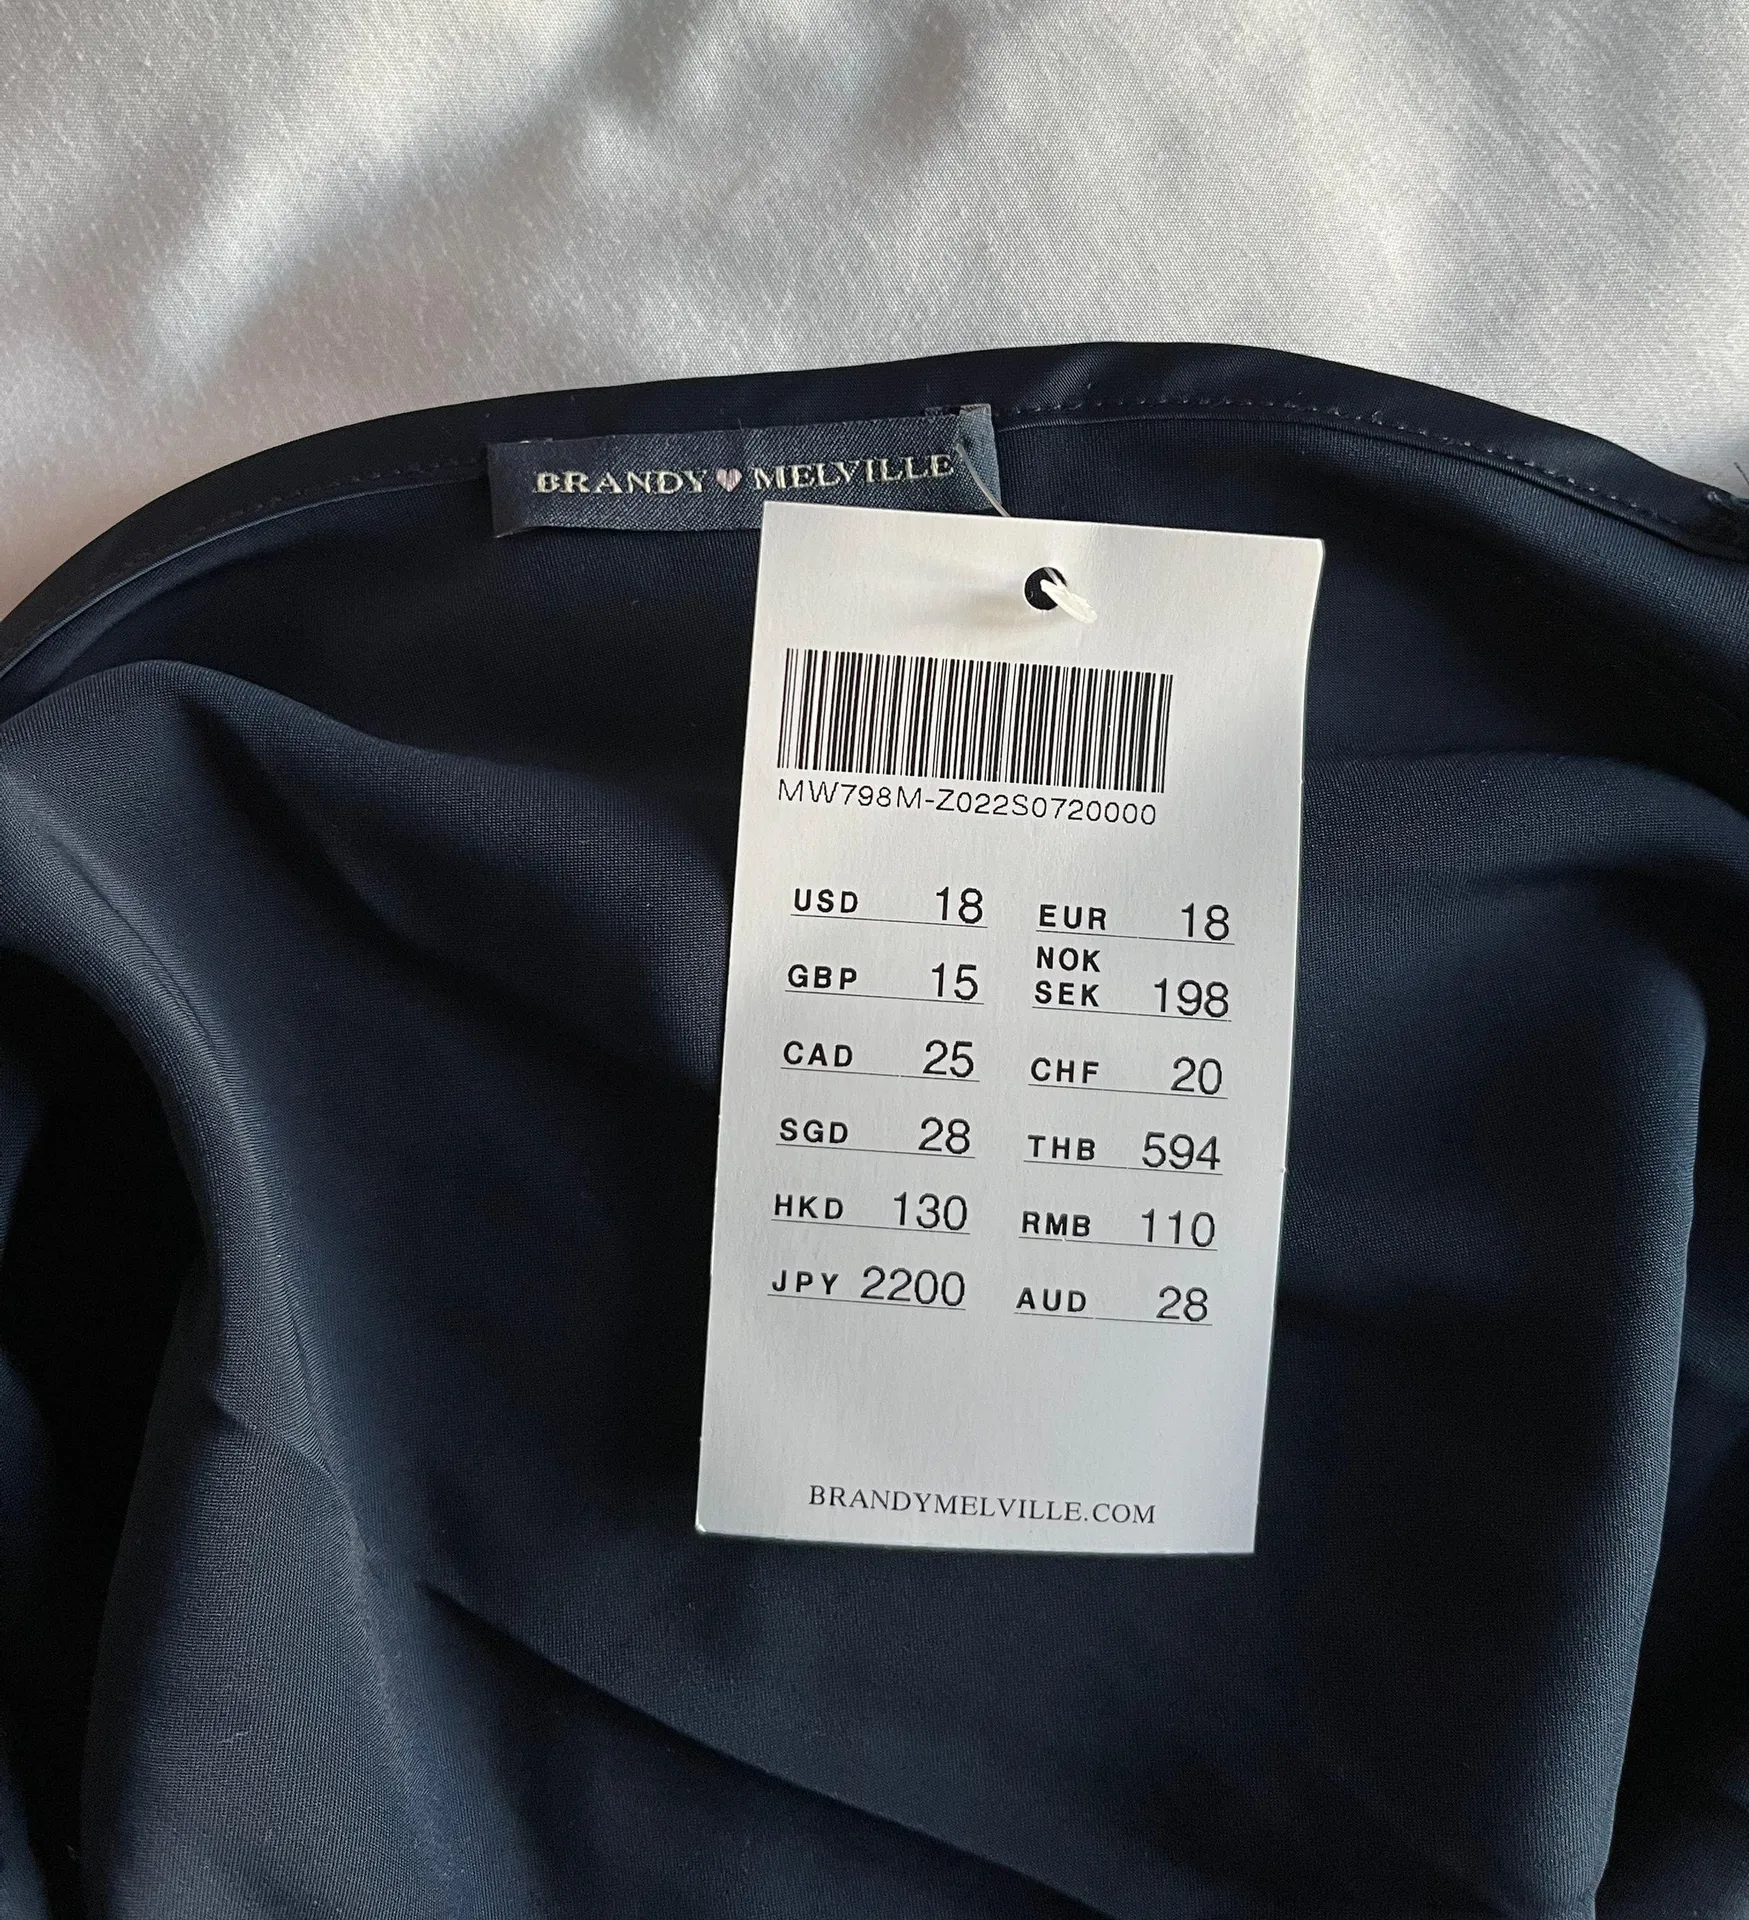 BRANDY♥MELVILLE
MW798M-Z022S0720000
USD 18 EUR 18
GBP 15 NOK SEK 198
CAD 25 CHF 20
SGD 28 THB 594
HKD 130 RMB 110
JPY 2200 AUD 28
BRANDYMELVILLE.COM